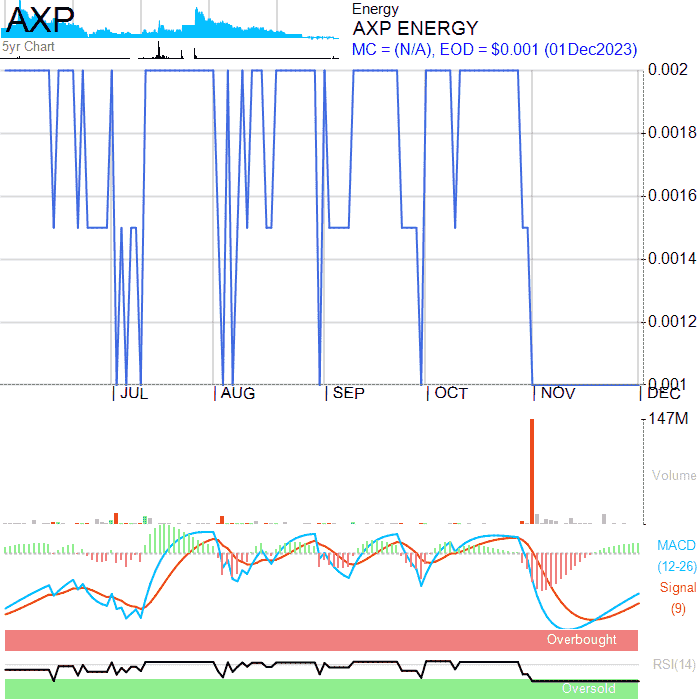 AXP
5yr Chart
Energy
AXP ENERGY
MC = (N/A), EOD = $0.001 (01Dec2023)
0.002
0.0018
0.0016
0.0014
0.0012
0.001
JUL AUG SEP OCT NOV DEC
147M
Volume
MACD
(12-26)
Signal
(9)
Overbought
RSI(14)
Oversold